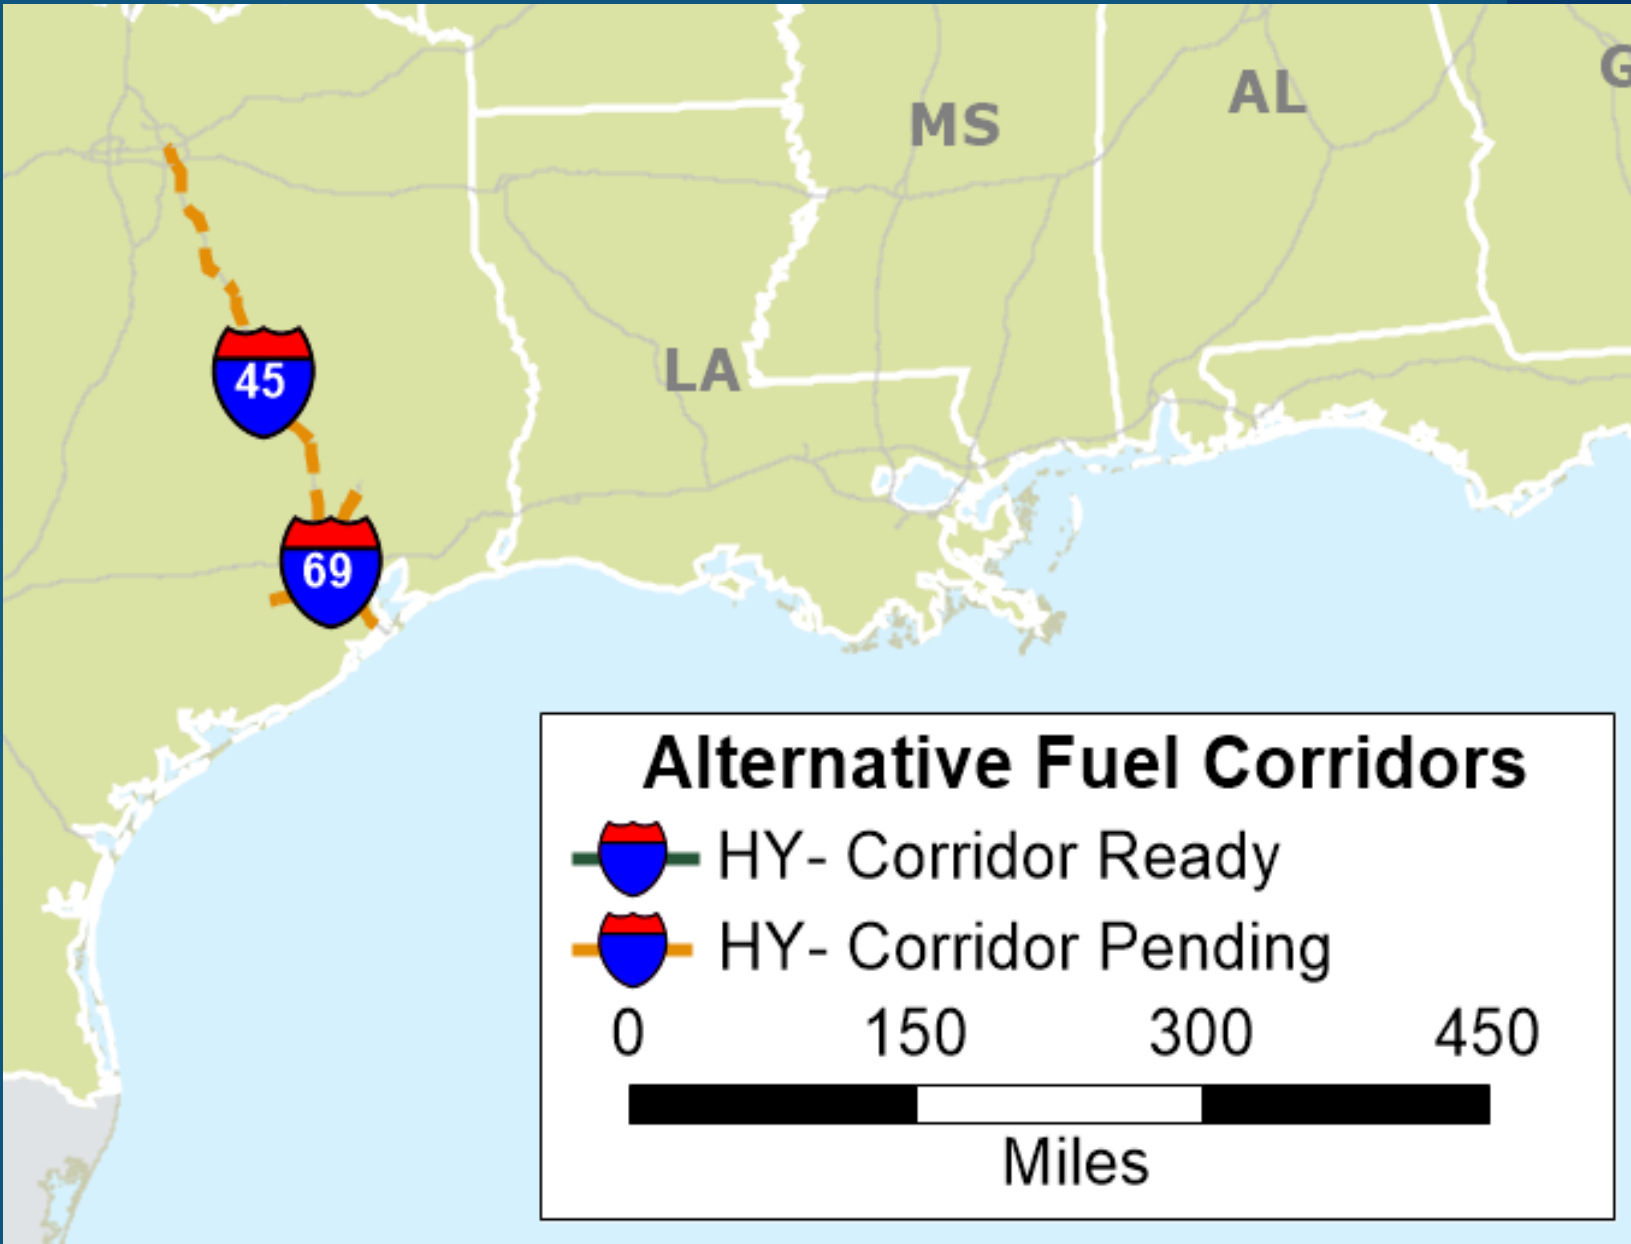 MS
AL
G
LA
45
69
Alternative Fuel Corridors
HY- Corridor Ready
HY- Corridor Pending
0 150 300 450
Miles